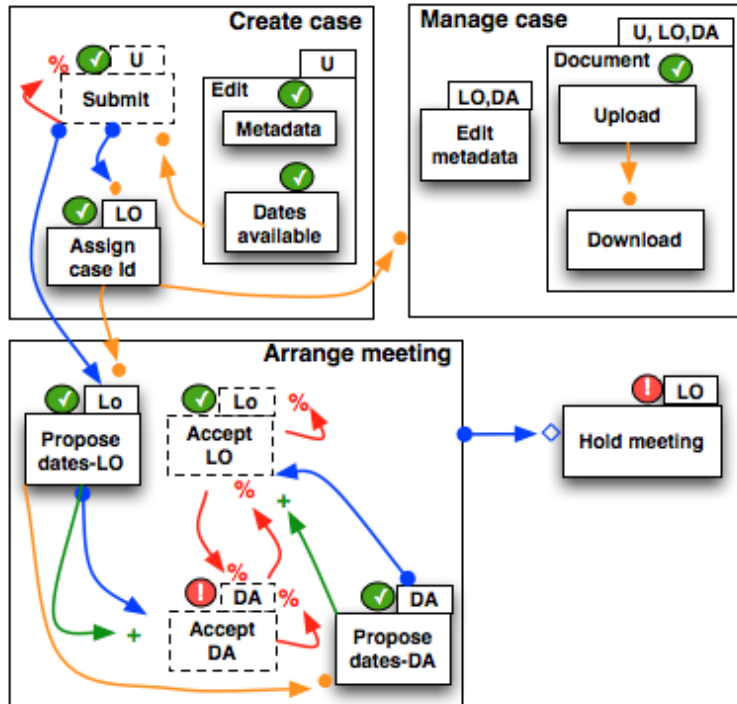 Create case
%
U
Submit
U
Edit
Metadata
Dates
available
LO
Assign
case Id
Manage case
U, LO,DA
Document
LO,DA
Edit
metadata
Upload
Download
Arrange meeting
Lo
Propose
dates-LO
Lo
Accept
LO
%
%
+
%
%
!
DA
Accept
DA
+
DA
Propose
dates-DA
!
LO
Hold meeting